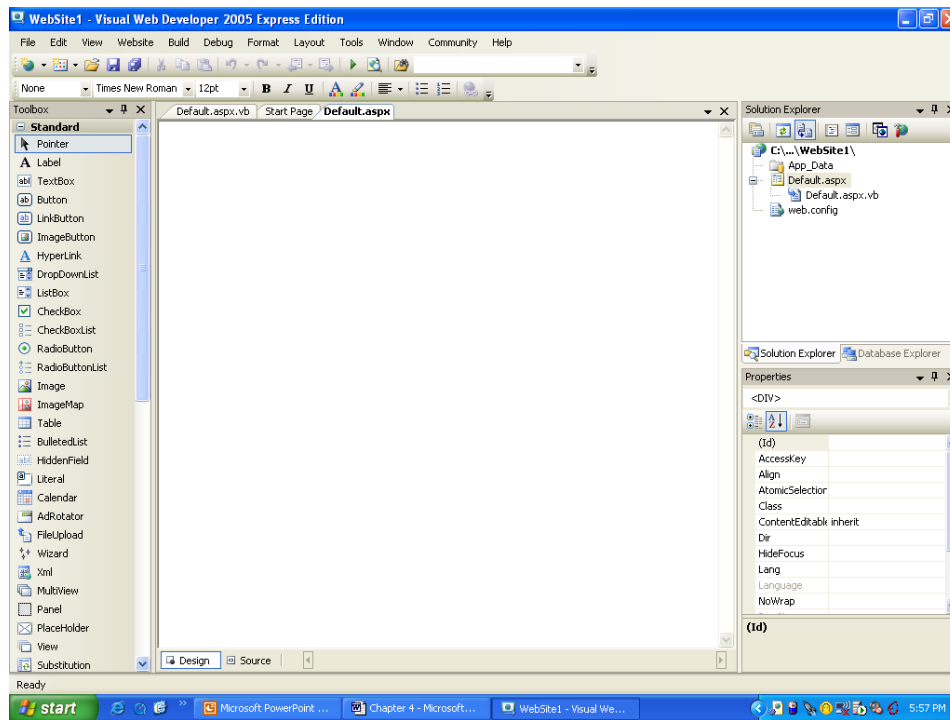 WebSite1 - Visual Web Developer 2005 Express Edition
File Edit View Website Build Debug Format Layout Tools Window Community Help
None Times New Roman 12pt B I U A
Toolbox
Standard
Pointer
A Label
abl TextBox
ab Button
ab LinkButton
ImageButton
A HyperLink
DropDownList
ListBox
CheckBox
CheckBoxList
RadioButton
RadioButtonList
Image
ImageMap
Table
BulletedList
abl HiddenField
Literal
Calendar
AdRotator
FileUpload
Wizard
Xml
MultiView
Panel
PlaceHolder
View
Substitution
Default.aspx.vb Start Page Default.aspx
Design Source
Solution Explorer
C:\...\WebSite1\
App_Data
Default.aspx
Default.aspx.vb
web.config
Solution Explorer Database Explorer
Properties
<DIV>
(Id)
AccessKey
Align
AtomicSelection
Class
ContentEditable inherit
Dir
HideFocus
Lang
Language
NoWrap
(Id)
Ready
start Microsoft PowerPoint ... Chapter 4 - Microsoft... WebSite1 - Visual We... 5:57 PM